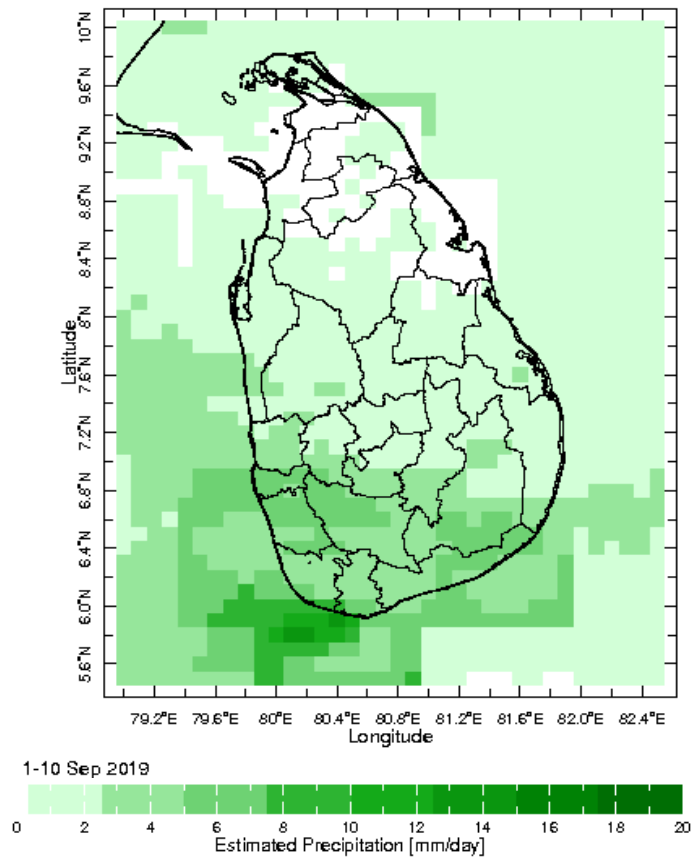 10°N
9.6°N
9.2°N
8.8°N
8.4°N
8°N
7.6°N
7.2°N
6.8°N
6.4°N
6.0°N
5.6°N
Latitude
79.2°E 79.6°E 80°E 80.4°E 80.8°E 81.2°E 81.6°E 82.0°E 82.4°E
Longitude
1-10 Sep 2019
0 2 4 6 8 10 12 14 16 18 20
Estimated Precipitation [mm/day]